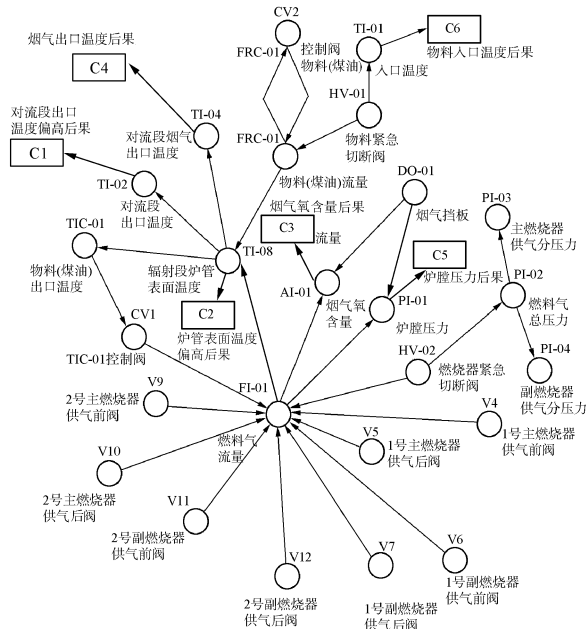 烟气出口温度后果
C4
CV2
FRC-01
控制阀
物料(煤油)
TI-01
C6
物料入口温度后果
入口温度
HV-01
对流段出口
温度偏高后果
C1
TI-04
对流段烟气
出口温度
FRC-01
物料紧急
切断阀
TI-02
对流段
出口温度
物料(煤油)流量
DO-01
烟气挡板
PI-03
主燃烧器
供气分压力
TIC-01
物料(煤油)
出口温度
TI-08
辐射段炉管
表面温度
烟气氧含量后果
C3
流量
C5
炉膛压力后果
AI-01
烟气氧
含量
PI-01
炉膛压力
PI-02
燃料气
总压力
C2
炉管表面温度
偏高后果
CV1
TIC-01控制阀
HV-02
燃烧器紧急
切断阀
PI-04
副燃烧器
供气分压力
FI-01
燃料气
流量
V9
2号主燃烧器
供气前阀
V4
1号主燃烧器
供气前阀
V5
1号主燃烧器
供气后阀
V10
2号主燃烧器
供气后阀
V11
2号副燃烧器
供气前阀
V12
2号副燃烧器
供气后阀
V7
1号副燃烧器
供气后阀
V6
1号副燃烧器
供气前阀